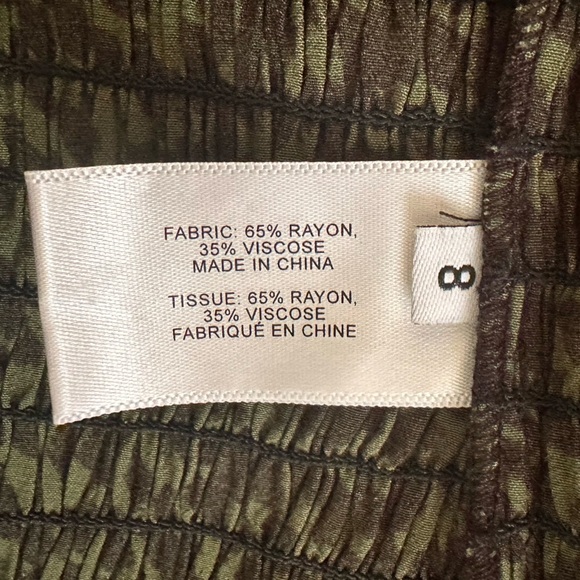 FABRIC: 65% RAYON,
35% VISCOSE
MADE IN CHINA
TISSUE: 65% RAYON,
35% VISCOSE
FABRIQUÉ EN CHINE
8